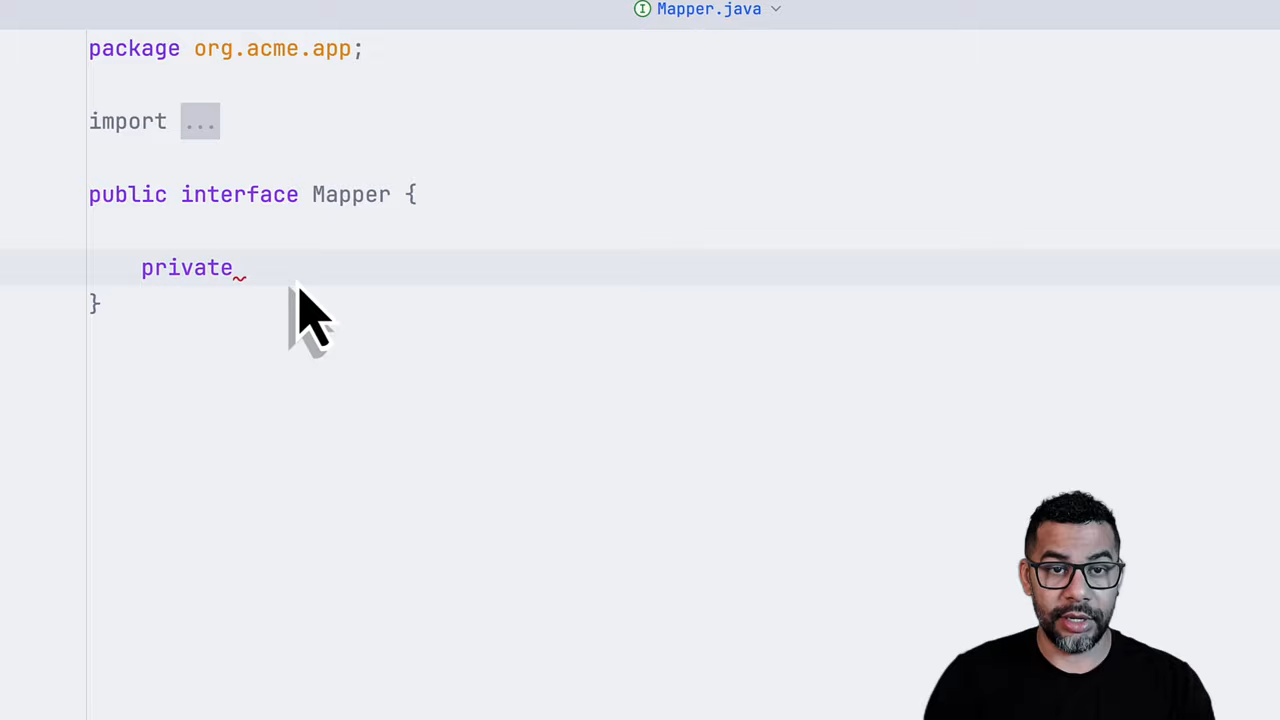 Mapper.java
package org.acme.app;
import ...
public interface Mapper {
private
}